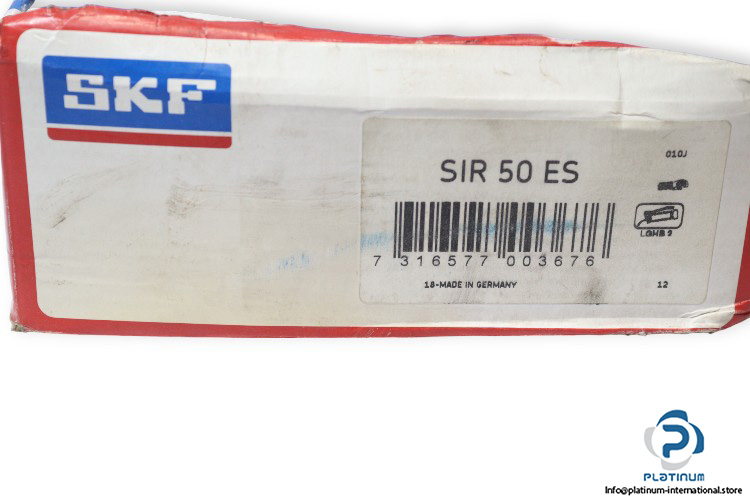 SKF
SIR 50 ES
010J
LGHB 2
7 316577 003676
18-MADE IN GERMANY
12
PLATINUM
Info@platinum-international.store